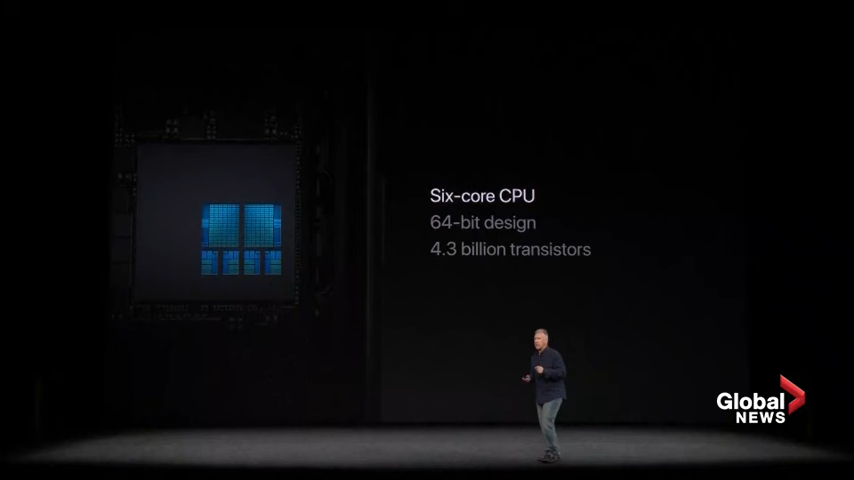 Six-core CPU
64-bit design
4.3 billion transistors
Global
NEWS